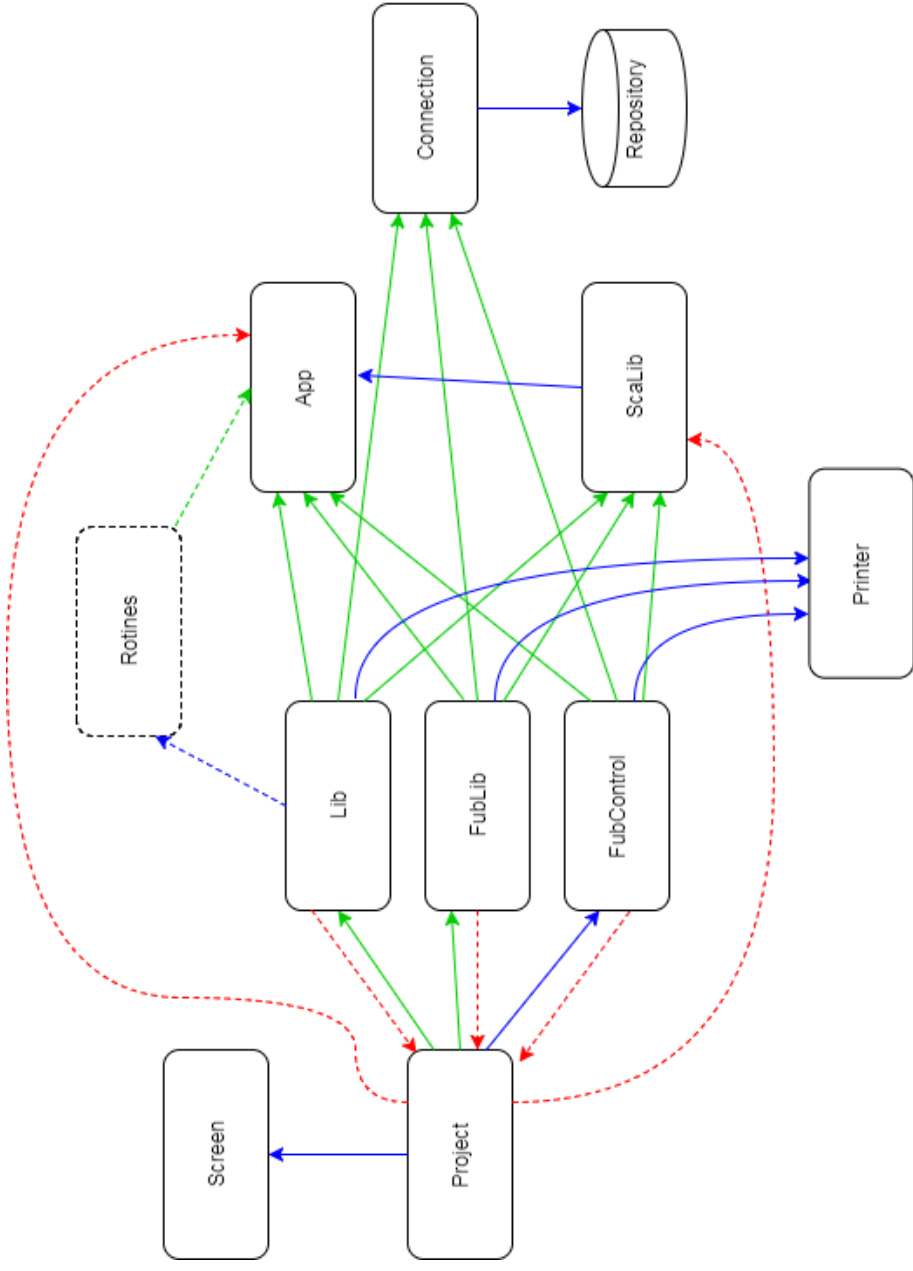 Screen
Project
Rotines
Lib
FubLib
FubControl
App
ScaLib
Printer
Connection
Repository